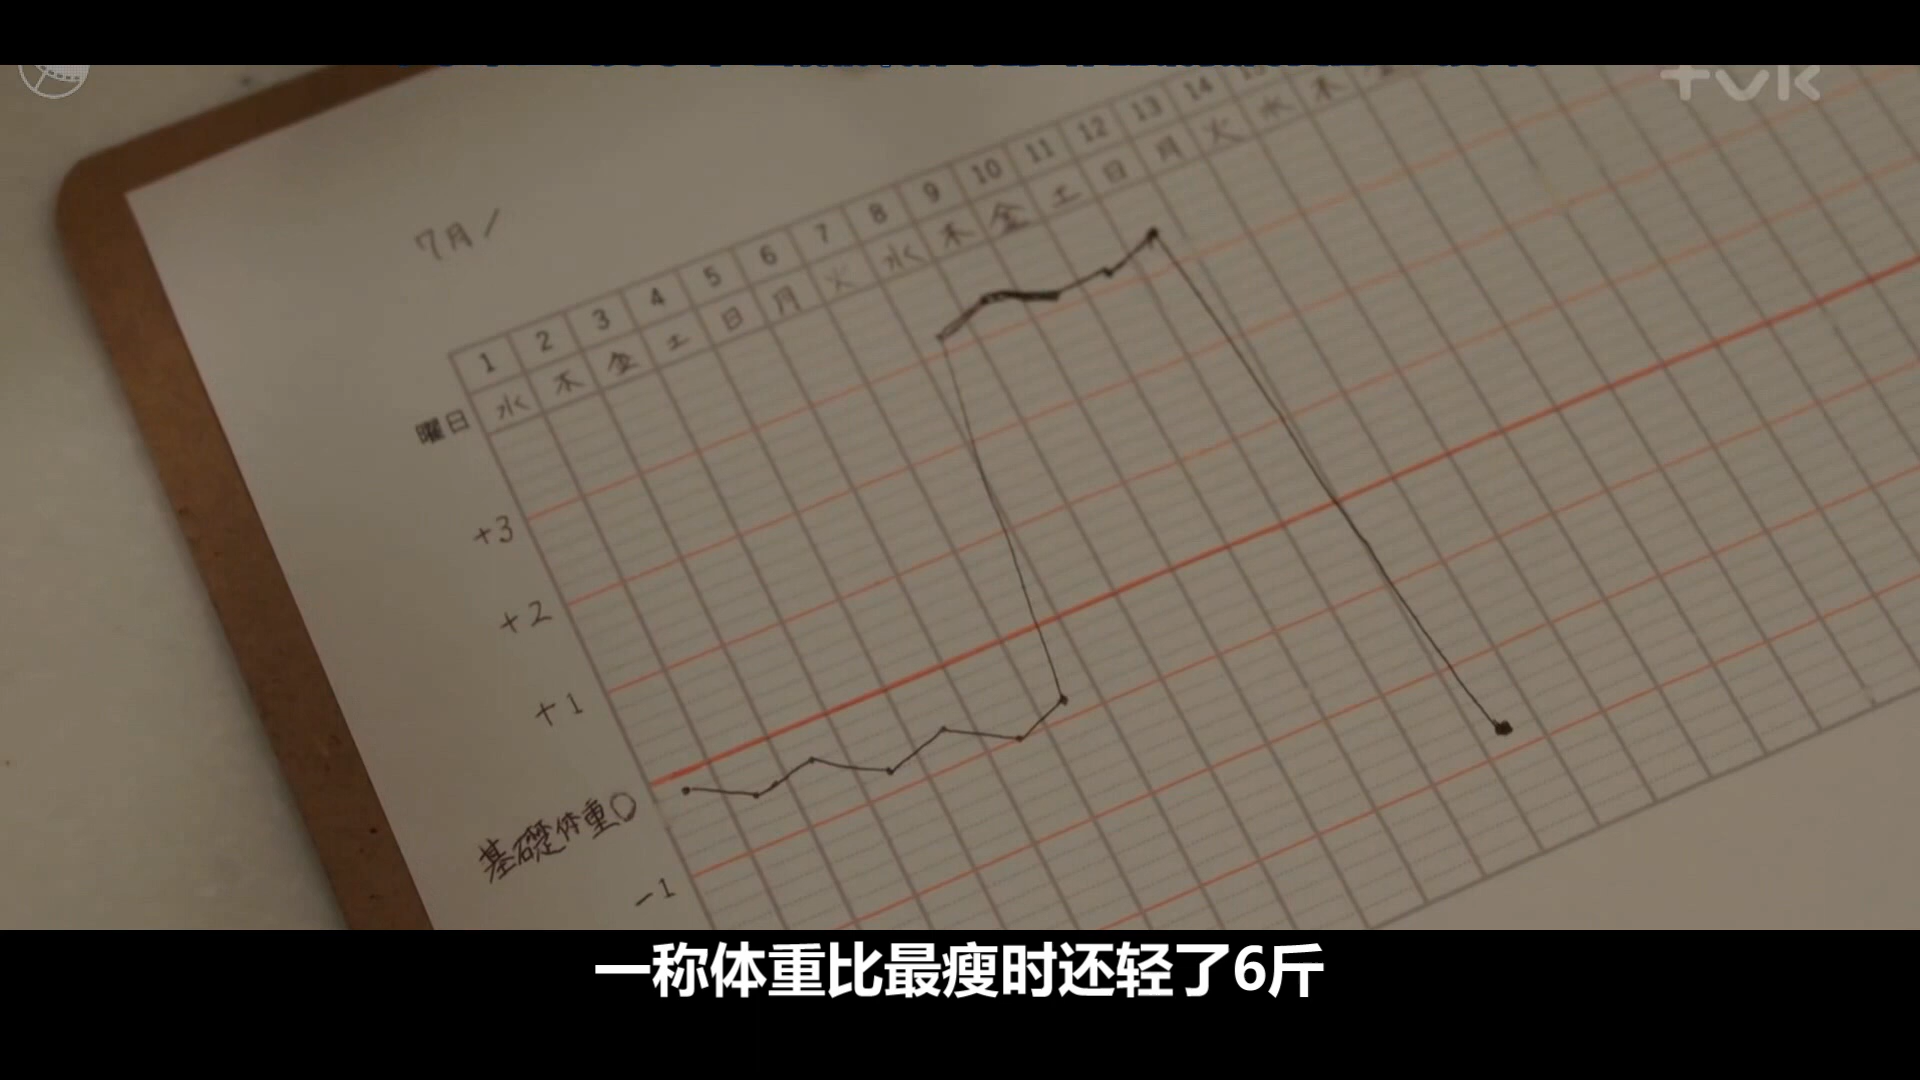 tvk
7月/
1 2 3 4 5 6 7 8 9 10 11 12 13 14
曜日 水 木 金 土 日 月 火 水 木 金 土 日 月 火 水 木
+3
+2
+1
基礎体重0
-1
一称体重比最瘦时还轻了6斤